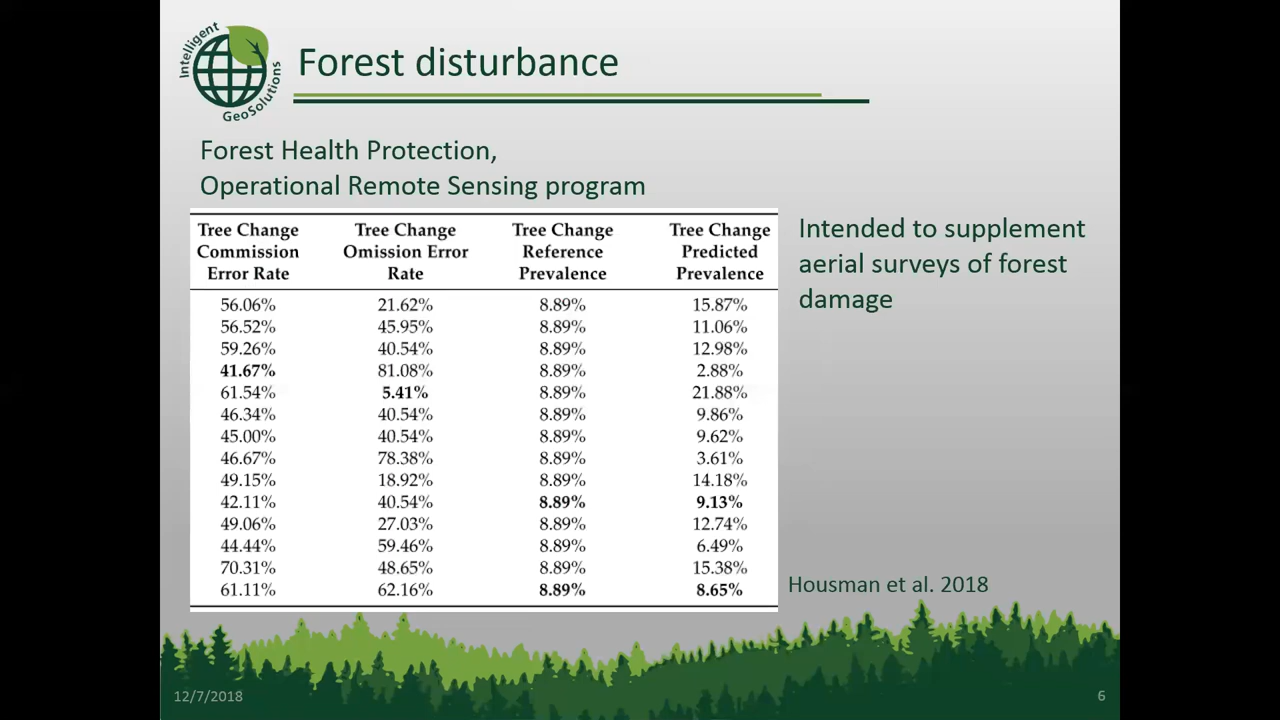 Intelligent
GeoSolutions
Forest disturbance
Forest Health Protection,
Operational Remote Sensing program
Tree Change Tree Change Tree Change Tree Change
Commission Omission Error Reference Predicted
Error Rate Rate Prevalence Prevalence
56.06% 21.62% 8.89% 15.87%
56.52% 45.95% 8.89% 11.06%
59.26% 40.54% 8.89% 12.98%
41.67% 81.08% 8.89% 2.88%
61.54% 5.41% 8.89% 21.88%
46.34% 40.54% 8.89% 9.86%
45.00% 40.54% 8.89% 9.62%
46.67% 78.38% 8.89% 3.61%
49.15% 18.92% 8.89% 14.18%
42.11% 40.54% 8.89% 9.13%
49.06% 27.03% 8.89% 12.74%
44.44% 59.46% 8.89% 6.49%
70.31% 48.65% 8.89% 15.38%
61.11% 62.16% 8.89% 8.65%
Intended to supplement
aerial surveys of forest
damage
Housman et al. 2018
12/7/2018
6